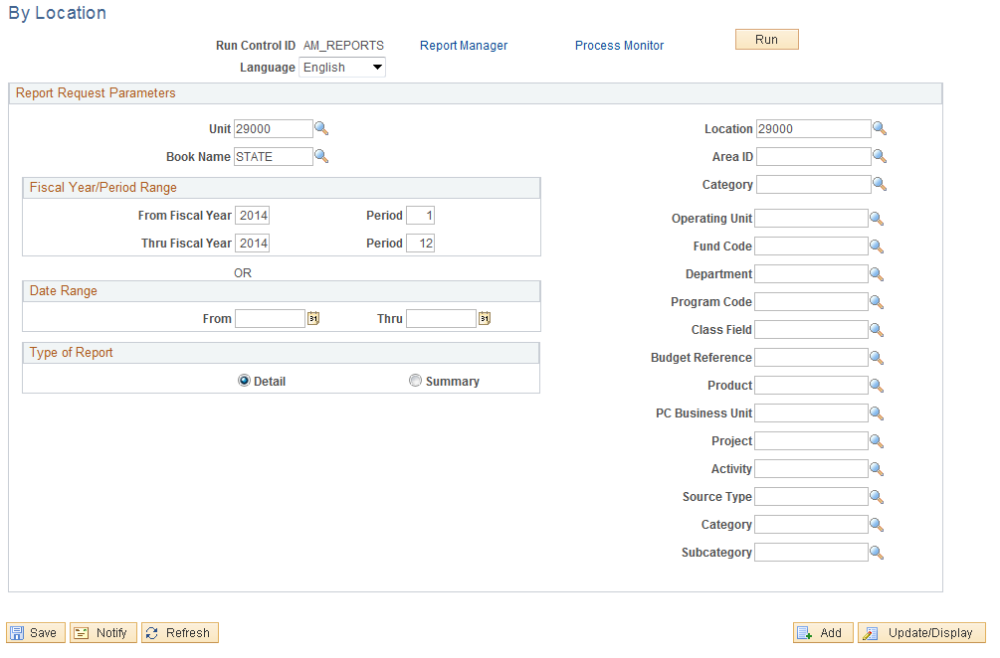 By Location
Run Control ID AM_REPORTS Report Manager Process Monitor Run
Language English
Report Request Parameters
Unit 29000
Book Name STATE
Fiscal Year/Period Range
From Fiscal Year 2014 Period 1
Thru Fiscal Year 2014 Period 12
OR
Date Range
From 31 Thru 31
Type of Report
Detail Summary
Location 29000
Area ID
Category
Operating Unit
Fund Code
Department
Program Code
Class Field
Budget Reference
Product
PC Business Unit
Project
Activity
Source Type
Category
Subcategory
Save Notify Refresh Add Update/Display